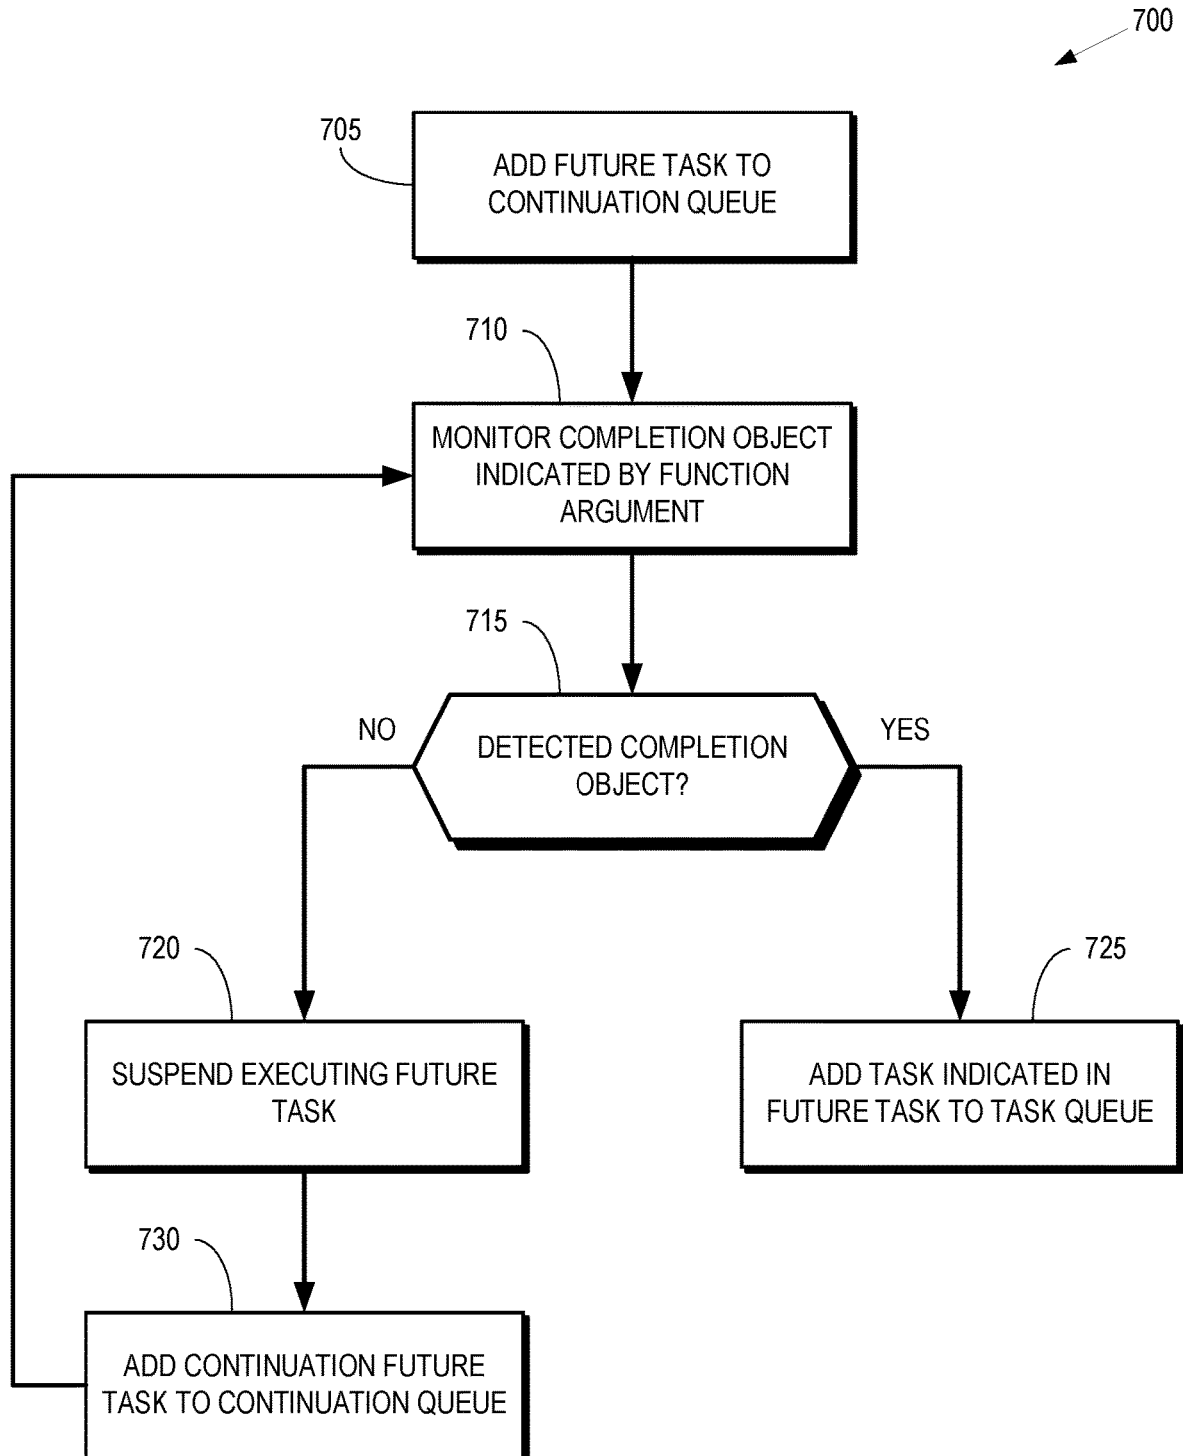 700
705
ADD FUTURE TASK TO
CONTINUATION QUEUE
710
MONITOR COMPLETION OBJECT
INDICATED BY FUNCTION
ARGUMENT
715
NO
YES
DETECTED COMPLETION
OBJECT?
720
725
SUSPEND EXECUTING FUTURE
TASK
ADD TASK INDICATED IN
FUTURE TASK TO TASK QUEUE
730
ADD CONTINUATION FUTURE
TASK TO CONTINUATION QUEUE